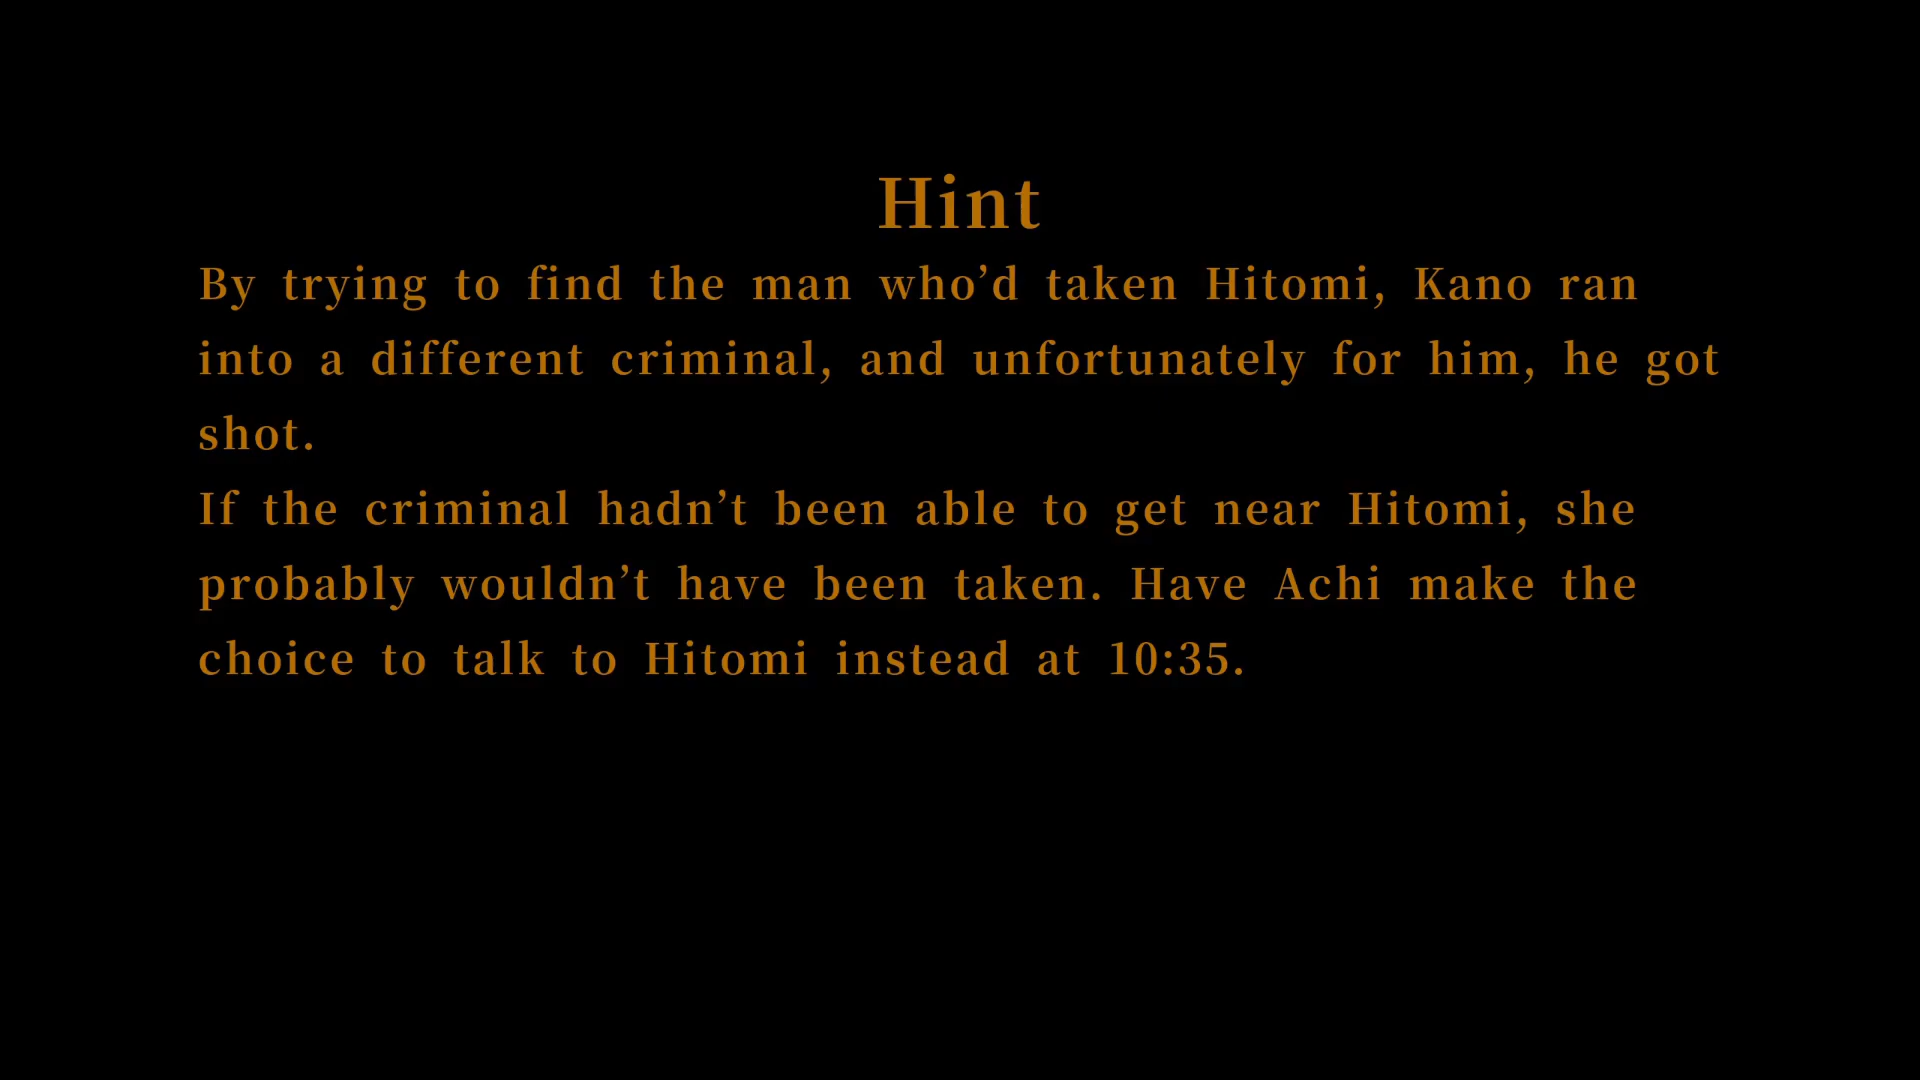 Hint
By trying to find the man who’d taken Hitomi, Kano ran
into a different criminal, and unfortunately for him, he got
shot.
If the criminal hadn’t been able to get near Hitomi, she
probably wouldn’t have been taken. Have Achi make the
choice to talk to Hitomi instead at 10:35.